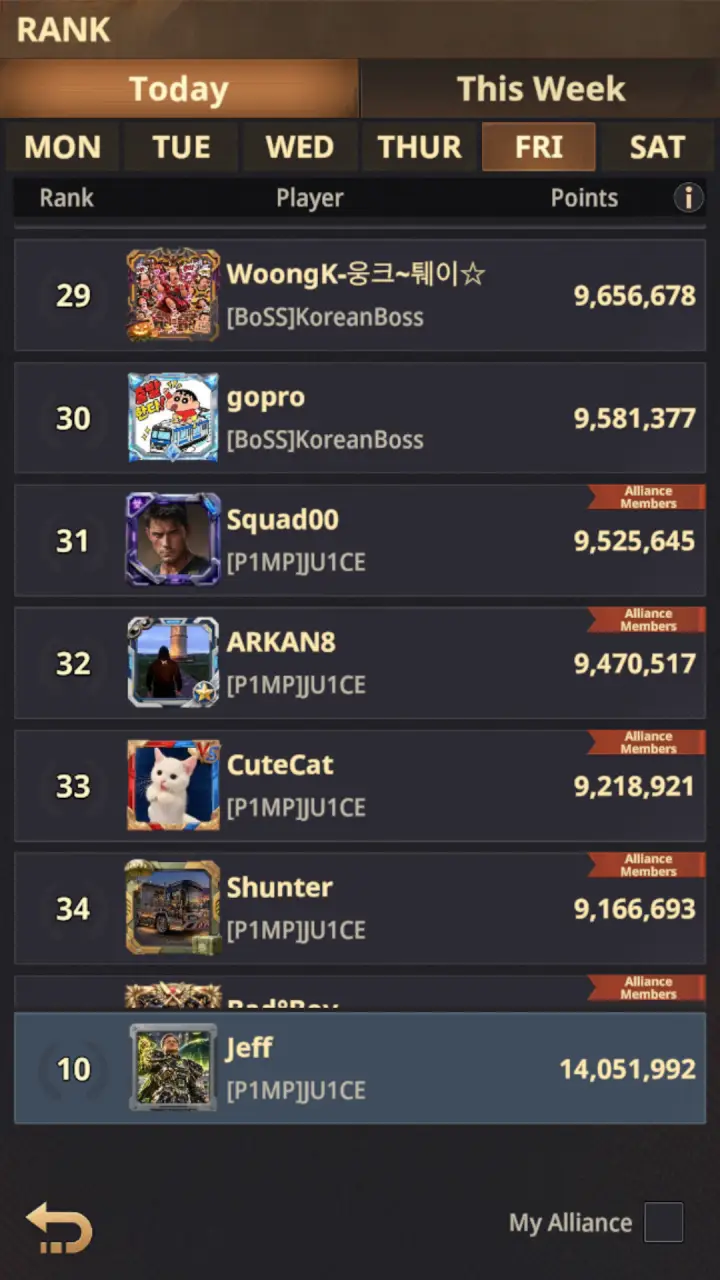 RANK
Today
This Week
MON
TUE
WED
THUR
FRI
SAT
Rank
Player
Points
29
WoongK-웅크~퉤이☆
[BoSS]KoreanBoss
9,656,678
30
gopro
[BoSS]KoreanBoss
9,581,377
Alliance
Members
31
Squad00
[P1MP]JU1CE
9,525,645
Alliance
Members
32
ARKAN8
[P1MP]JU1CE
9,470,517
Alliance
Members
33
CuteCat
[P1MP]JU1CE
9,218,921
Alliance
Members
34
Shunter
[P1MP]JU1CE
9,166,693
Alliance
Members
10
Jeff
[P1MP]JU1CE
14,051,992
My Alliance